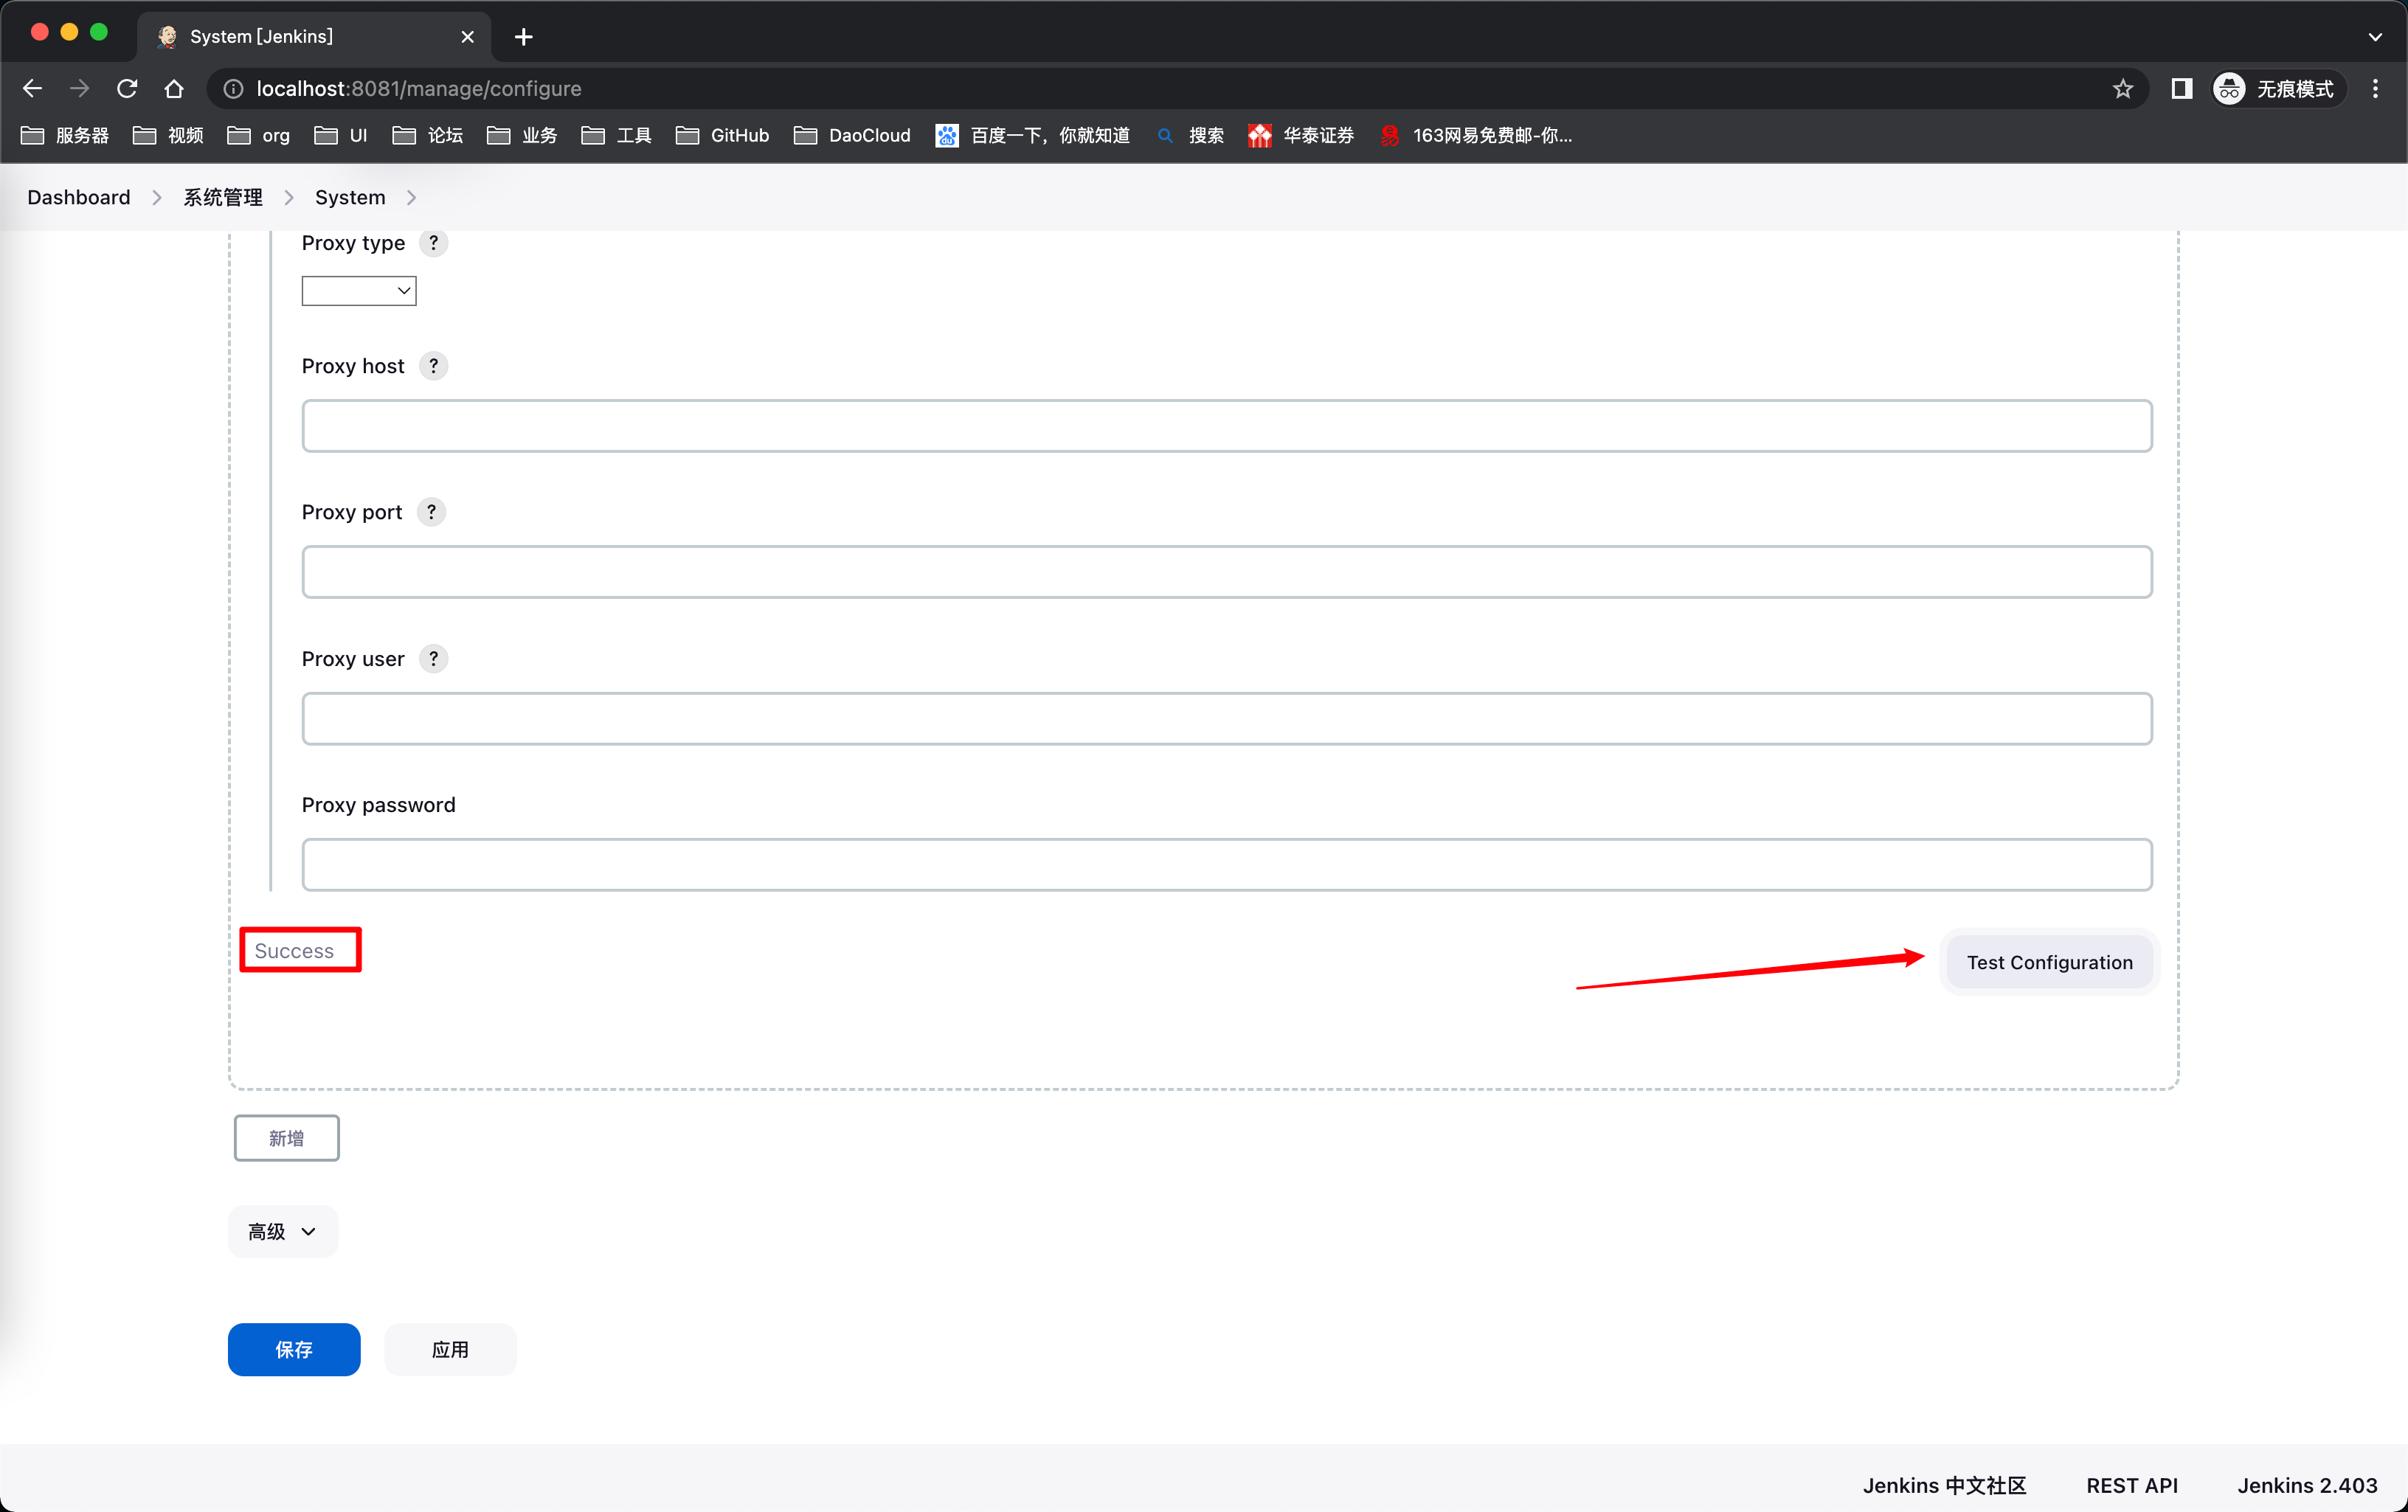 System [Jenkins]
localhost:8081/manage/configure
无痕模式
服务器 视频 org UI 论坛 业务 工具 GitHub DaoCloud 百度一下，你就知道 搜索 华泰证券 163网易免费邮-你...
Dashboard 系统管理 System
Proxy type ?
Proxy host ?
Proxy port ?
Proxy user ?
Proxy password
Success
Test Configuration
新增
高级
保存 应用
Jenkins 中文社区 REST API Jenkins 2.403